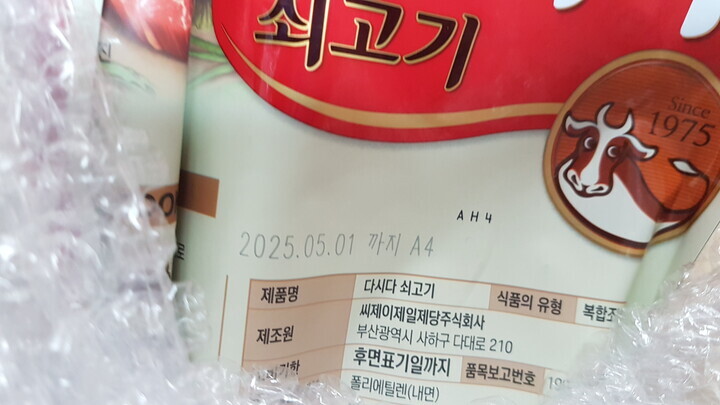 쇠고기
Since
1975
AH4
2025.05.01 까지 A4
제품명 다시다 쇠고기 식품의 유형
제조원 씨제이제일제당주식회사
부산광역시 사하구 다대로 210
후면표기일까지 품목보고번호
폴리에틸렌(내면)